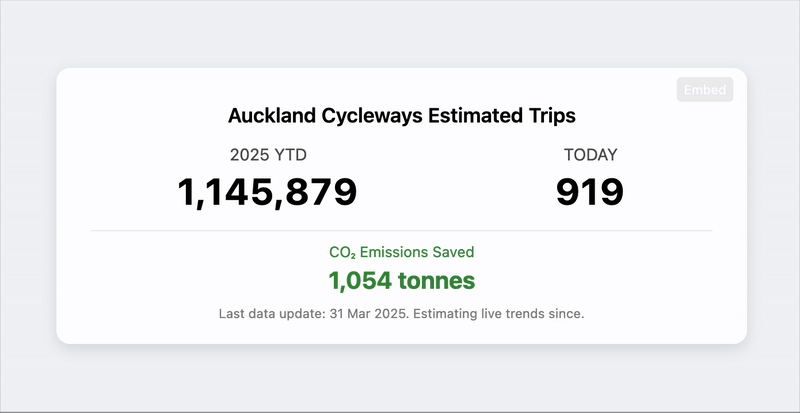 Embed
Auckland Cycleways Estimated Trips
2025 YTD
1,145,879
TODAY
919
CO₂ Emissions Saved
1,054 tonnes
Last data update: 31 Mar 2025. Estimating live trends since.